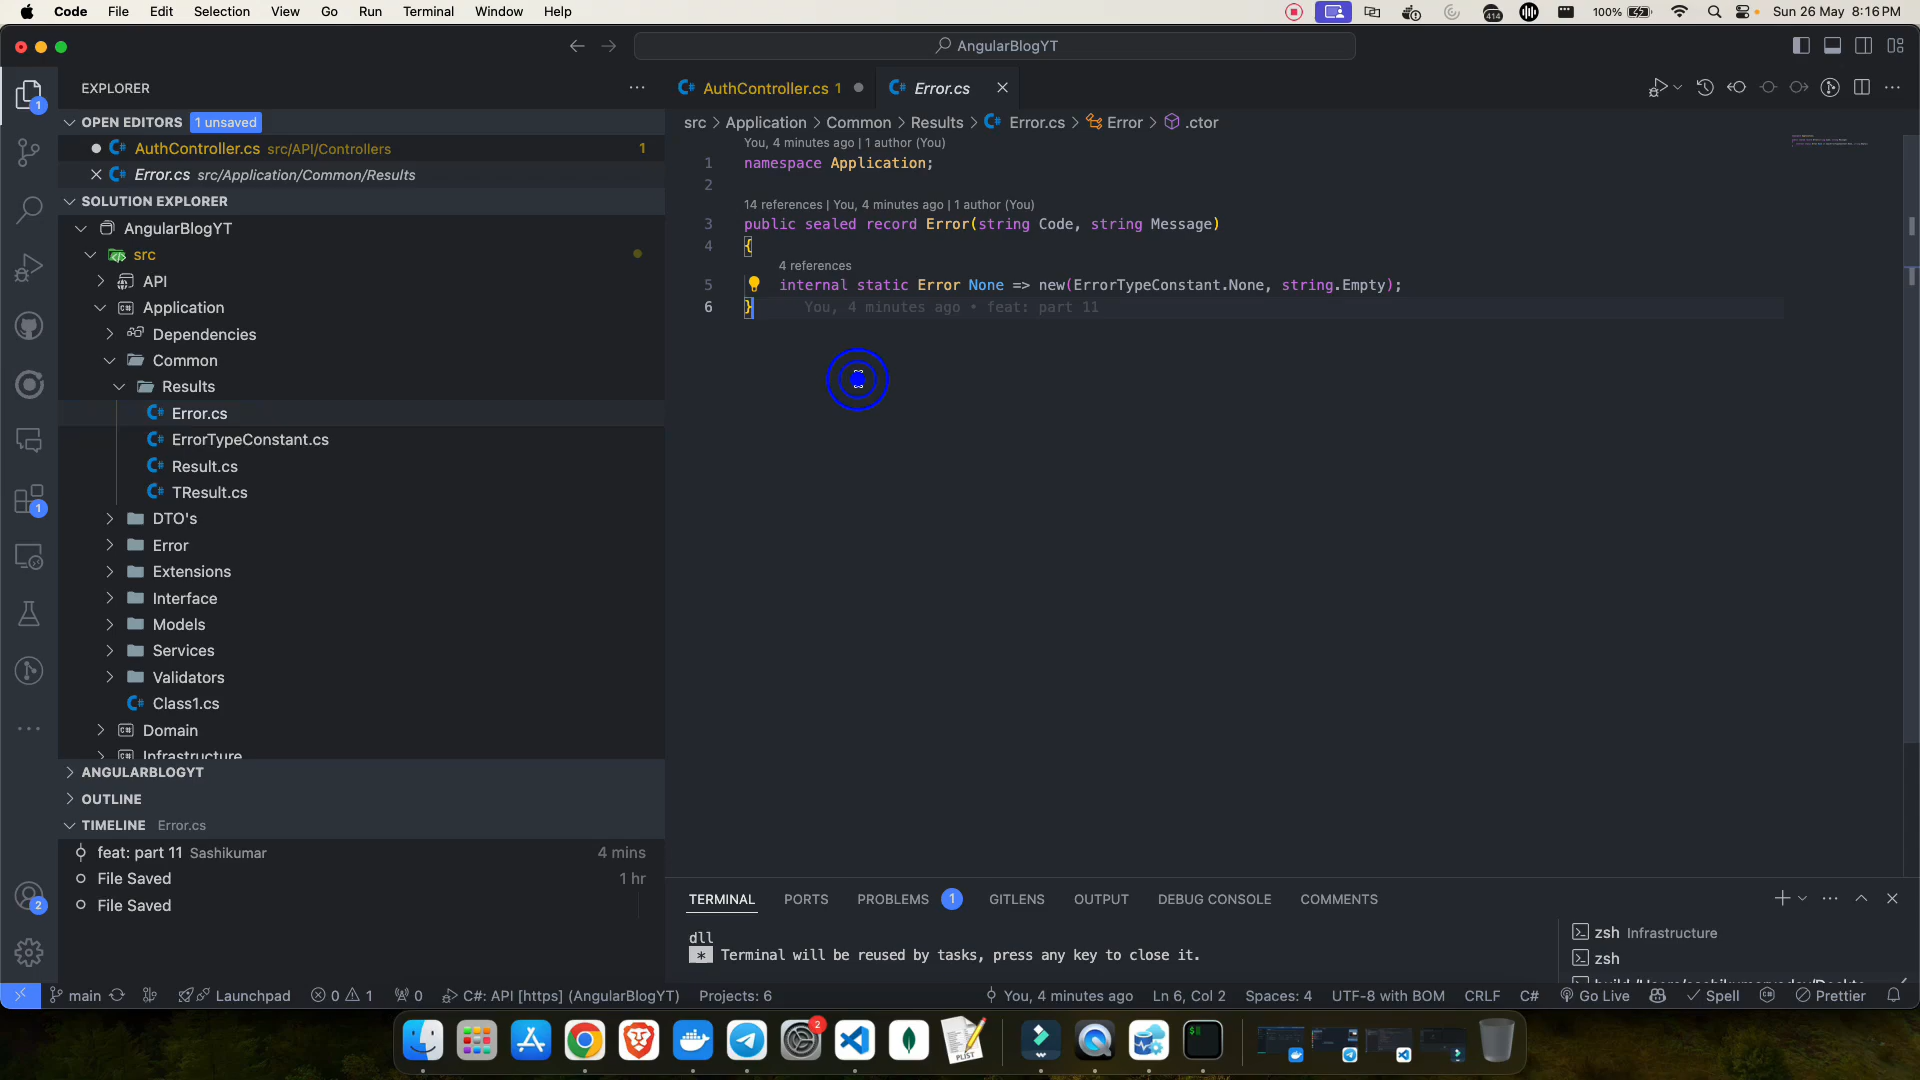 Code File Edit Selection View Go Run Terminal Window Help 414 100% Sun 26 May 8:16 PM
AngularBlogYT
EXPLORER
OPEN EDITORS 1 unsaved
AuthController.cs src/API/Controllers 1
Error.cs src/Application/Common/Results
SOLUTION EXPLORER
AngularBlogYT
src
API
Application
Dependencies
Common
Results
Error.cs
ErrorTypeConstant.cs
Result.cs
TResult.cs
DTO's
Error
Extensions
Interface
Models
Services
Validators
Class1.cs
Domain
Infrastructure
ANGULARBLOGYT
OUTLINE
TIMELINE Error.cs
feat: part 11 Sashikumar 4 mins
File Saved 1 hr
File Saved
1
1
2
AuthController.cs 1
Error.cs
src > Application > Common > Results > Error.cs > Error > .ctor
You, 4 minutes ago | 1 author (You)
1 namespace Application;
2
14 references | You, 4 minutes ago | 1 author (You)
3 public sealed record Error(string Code, string Message)
4 {
4 references
5 internal static Error None => new(ErrorTypeConstant.None, string.Empty);
6 } You, 4 minutes ago • feat: part 11
TERMINAL PORTS PROBLEMS 1 GITLENS OUTPUT DEBUG CONSOLE COMMENTS
dll
* Terminal will be reused by tasks, press any key to close it.
zsh Infrastructure
zsh
main Launchpad 0 1 0 C#: API [https] (AngularBlogYT) Projects: 6 You, 4 minutes ago Ln 6, Col 2 Spaces: 4 UTF-8 with BOM CRLF C# Go Live Spell Prettier
2
PLIST